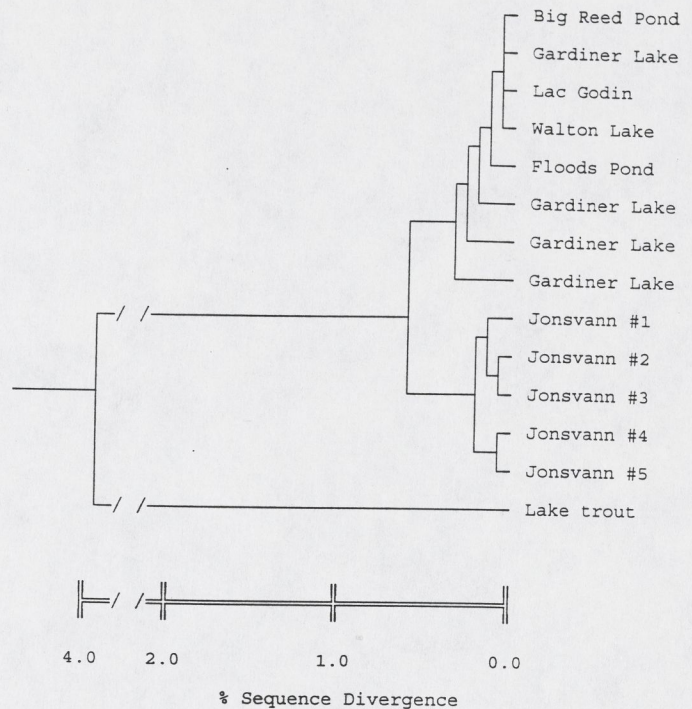 Big Reed Pond
Gardiner Lake
Lac Godin
Walton Lake
Floods Pond
Gardiner Lake
Gardiner Lake
Gardiner Lake
Jonsvann #1
Jonsvann #2
Jonsvann #3
Jonsvann #4
Jonsvann #5
Lake trout
4.0 2.0 1.0 0.0
% Sequence Divergence